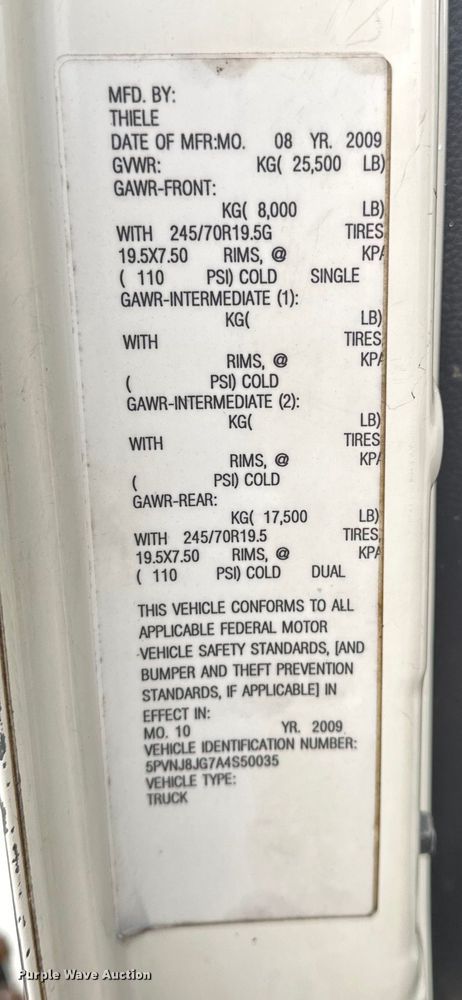 MFD. BY:
THIELE
DATE OF MFR:MO. 08 YR. 2009
GVWR: KG( 25,500 LB)
GAWR-FRONT:
KG( 8,000 LB)
WITH 245/70R19.5G TIRES
19.5X7.50 RIMS, @ KPA
( 110 PSI) COLD SINGLE
GAWR-INTERMEDIATE (1):
KG( LB)
WITH TIRES
RIMS, @ KPA
( PSI) COLD
GAWR-INTERMEDIATE (2):
KG( LB)
WITH TIRES
RIMS, @ KPA
( PSI) COLD
GAWR-REAR:
KG( 17,500 LB)
WITH 245/70R19.5 TIRES,
19.5X7.50 RIMS, @ KPA
( 110 PSI) COLD DUAL
THIS VEHICLE CONFORMS TO ALL
APPLICABLE FEDERAL MOTOR
VEHICLE SAFETY STANDARDS, [AND
BUMPER AND THEFT PREVENTION
STANDARDS, IF APPLICABLE] IN
EFFECT IN:
MO. 10 YR. 2009
VEHICLE IDENTIFICATION NUMBER:
5PVNJ8JG7A4S50035
VEHICLE TYPE:
TRUCK
Purple Wave Auction